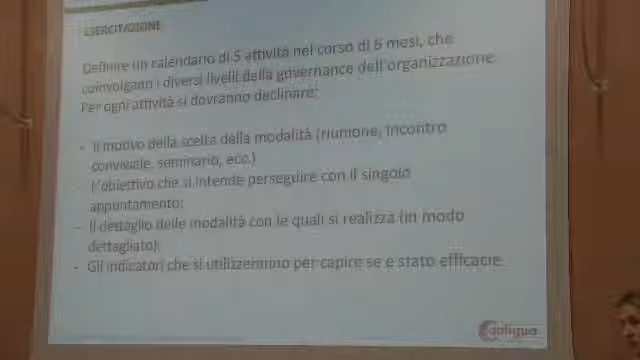 ESERCITAZIONE
Definire un calendario di 5 attività nel corso di 6 mesi, che
coinvolgano i diversi livelli della governance dell'organizzazione
Per ogni attività si dovranno declinare:
- Il motivo della scelta della modalità (riunione, incontro
conviviale, seminario, ecc.)
- L'obiettivo che si intende perseguire con il singolo
appuntamento;
- Il dettaglio delle modalità con le quali si realizza (in modo
dettagliato);
- Gli indicatori che si utilizzeranno per capire se è stato efficace